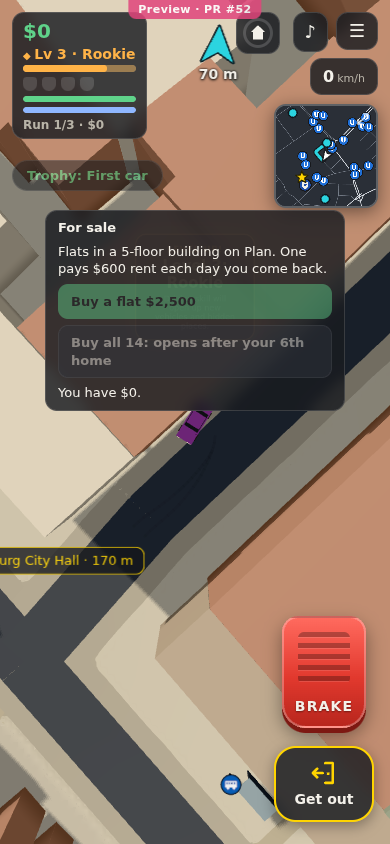 Preview · PR #52
$0
Lv 3 · Rookie
Run 1/3 · $0
70 m
0 km/h
Trophy: First car
For sale
Flats in a 5-floor building on Plan. One
pays $600 rent each day you come back.
Buy a flat $2,500
Buy all 14: opens after your 6th
home
You have $0.
urg City Hall · 170 m
BRAKE
Get out